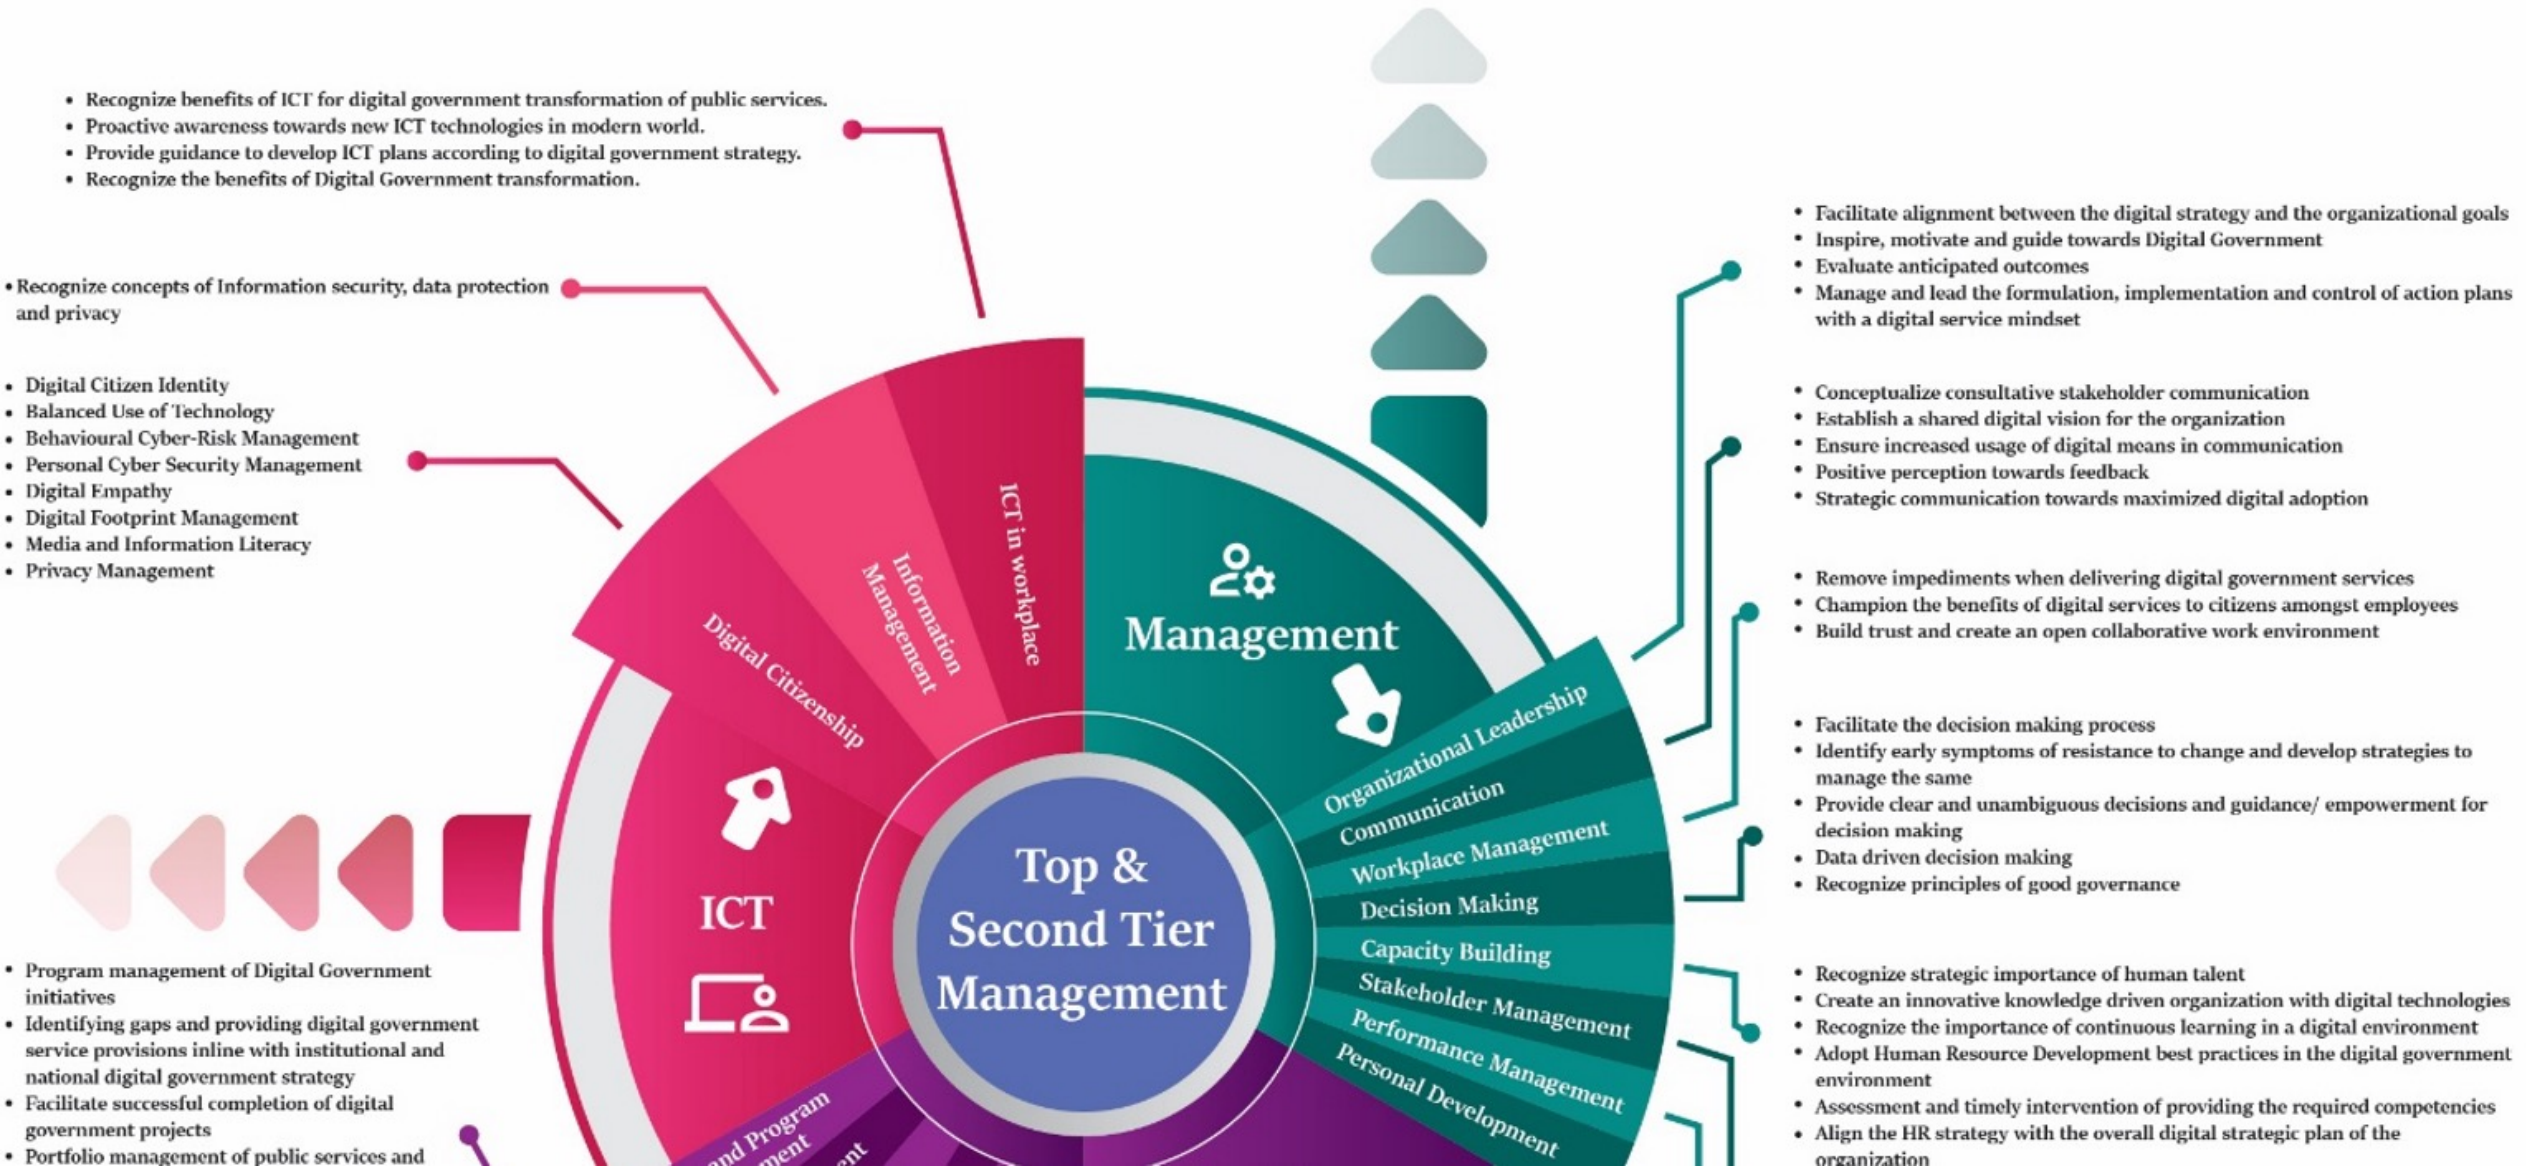 • Recognize benefits of ICT for digital government transformation of public services.
• Proactive awareness towards new ICT technologies in modern world.
• Provide guidance to develop ICT plans according to digital government strategy.
• Recognize the benefits of Digital Government transformation.
• Recognize concepts of Information security, data protection
and privacy
• Digital Citizen Identity
• Balanced Use of Technology
• Behavioural Cyber-Risk Management
• Personal Cyber Security Management
• Digital Empathy
• Digital Footprint Management
• Media and Information Literacy
• Privacy Management
• Program management of Digital Government
initiatives
• Identifying gaps and providing digital government
service provisions inline with institutional and
national digital government strategy
• Facilitate successful completion of digital
government projects
• Portfolio management of public services and
ICT in workplace
Information
Management
Digital Citizenship
ICT
and Program
Top &
Second Tier
Management
Management
Organizational Leadership
Communication
Workplace Management
Decision Making
Capacity Building
Stakeholder Management
Performance Management
Personal Development
• Facilitate alignment between the digital strategy and the organizational goals
• Inspire, motivate and guide towards Digital Government
• Evaluate anticipated outcomes
• Manage and lead the formulation, implementation and control of action plans
with a digital service mindset
• Conceptualize consultative stakeholder communication
• Establish a shared digital vision for the organization
• Ensure increased usage of digital means in communication
• Positive perception towards feedback
• Strategic communication towards maximized digital adoption
• Remove impediments when delivering digital government services
• Champion the benefits of digital services to citizens amongst employees
• Build trust and create an open collaborative work environment
• Facilitate the decision making process
• Identify early symptoms of resistance to change and develop strategies to
manage the same
• Provide clear and unambiguous decisions and guidance/ empowerment for
decision making
• Data driven decision making
• Recognize principles of good governance
• Recognize strategic importance of human talent
• Create an innovative knowledge driven organization with digital technologies
• Recognize the importance of continuous learning in a digital environment
• Adopt Human Resource Development best practices in the digital government
environment
• Assessment and timely intervention of providing the required competencies
• Align the HR strategy with the overall digital strategic plan of the
organization